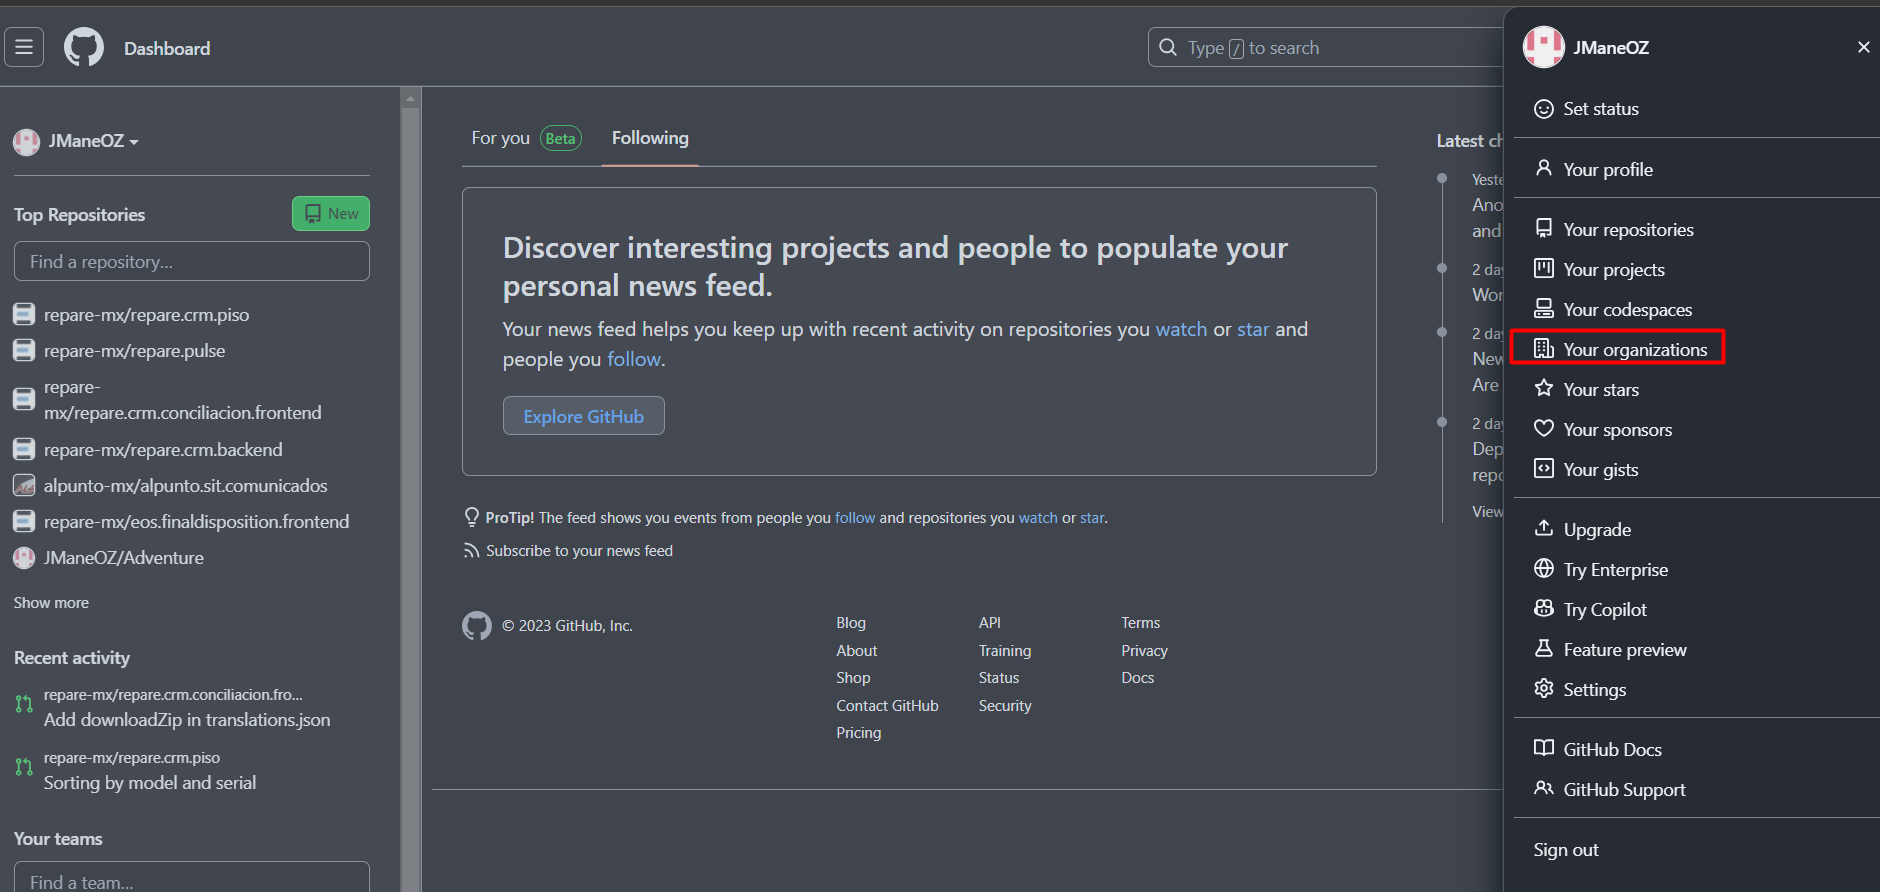 Dashboard
Type / to search
JManeOZ
Top Repositories
New
Find a repository...
repare-mx/repare.crm.piso
repare-mx/repare.pulse
repare-
mx/repare.crm.conciliacion.frontend
repare-mx/repare.crm.backend
alpunto-mx/alpunto.sit.comunicados
repare-mx/eos.finaldisposition.frontend
JManeOZ/Adventure
Show more
Recent activity
repare-mx/repare.crm.conciliacion.fro...
Add downloadZip in translations.json
repare-mx/repare.crm.piso
Sorting by model and serial
Your teams
Find a team...
For you Beta Following
Discover interesting projects and people to populate your
personal news feed.
Your news feed helps you keep up with recent activity on repositories you watch or star and
people you follow.
Explore GitHub
ProTip! The feed shows you events from people you follow and repositories you watch or star.
Subscribe to your news feed
© 2023 GitHub, Inc.
Blog
About
Shop
Contact GitHub
Pricing
API
Training
Status
Security
Terms
Privacy
Docs
Latest
Yeste
Ano
and
2 day
Wor
2 day
New
Are
2 day
Dep
repo
View
JManeOZ
Set status
Your profile
Your repositories
Your projects
Your codespaces
Your organizations
Your stars
Your sponsors
Your gists
Upgrade
Try Enterprise
Try Copilot
Feature preview
Settings
GitHub Docs
GitHub Support
Sign out